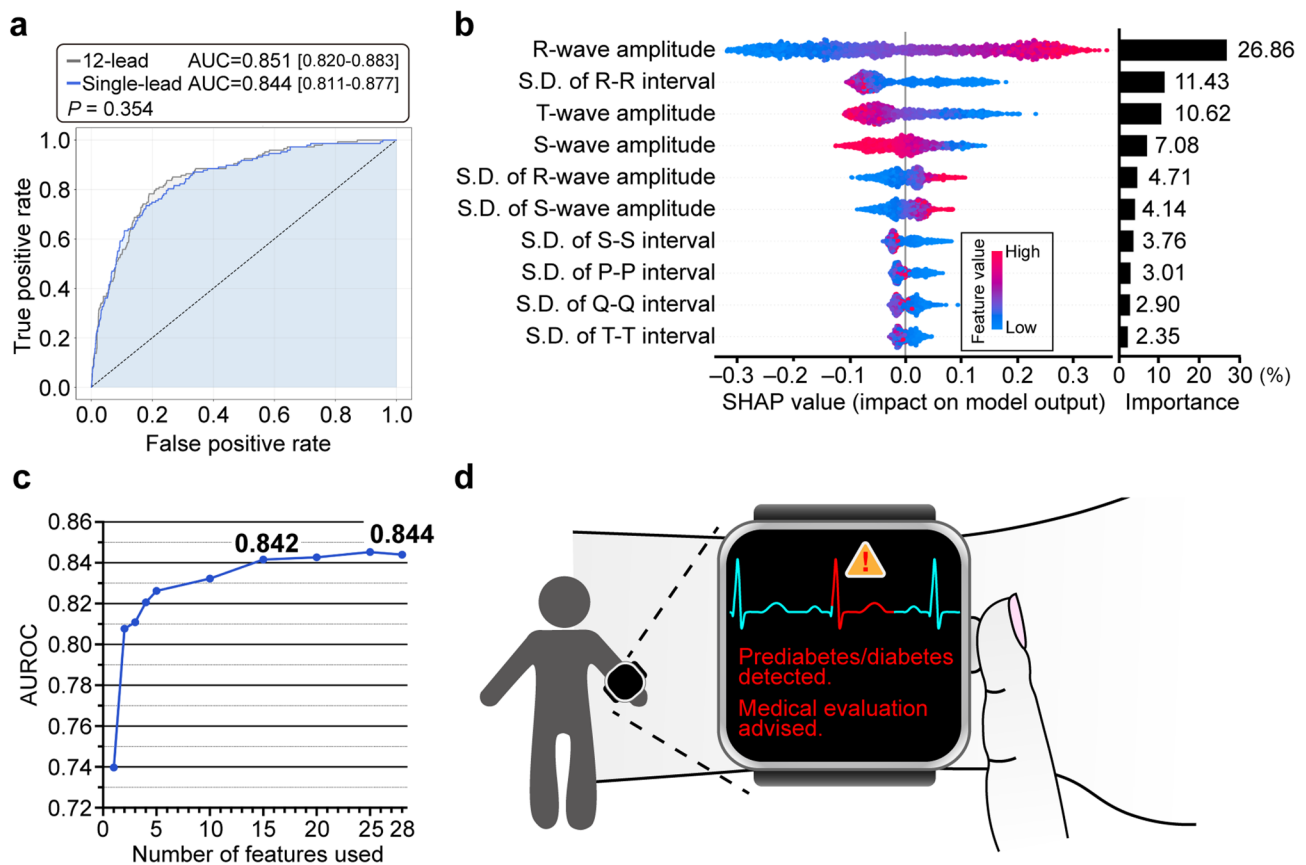 a
12-lead AUC=0.851 [0.820-0.883]
Single-lead AUC=0.844 [0.811-0.877]
P = 0.354
True positive rate
1.0
0.8
0.6
0.4
0.2
0.0
0.0 0.2 0.4 0.6 0.8 1.0
False positive rate
b
R-wave amplitude 26.86
S.D. of R-R interval 11.43
T-wave amplitude 10.62
S-wave amplitude 7.08
S.D. of R-wave amplitude 4.71
S.D. of S-wave amplitude 4.14
S.D. of S-S interval 3.76
S.D. of P-P interval 3.01
S.D. of Q-Q interval 2.90
S.D. of T-T interval 2.35
Feature value
High
Low
–0.3 –0.2 –0.1 0.0 0.1 0.2 0.3
SHAP value (impact on model output)
0 10 20 30 (%)
Importance
c
AUROC
0.86
0.84
0.82
0.80
0.78
0.76
0.74
0.72
0.842
0.844
0 5 10 15 20 25 28
Number of features used
d
!
Prediabetes/diabetes
detected.
Medical evaluation
advised.